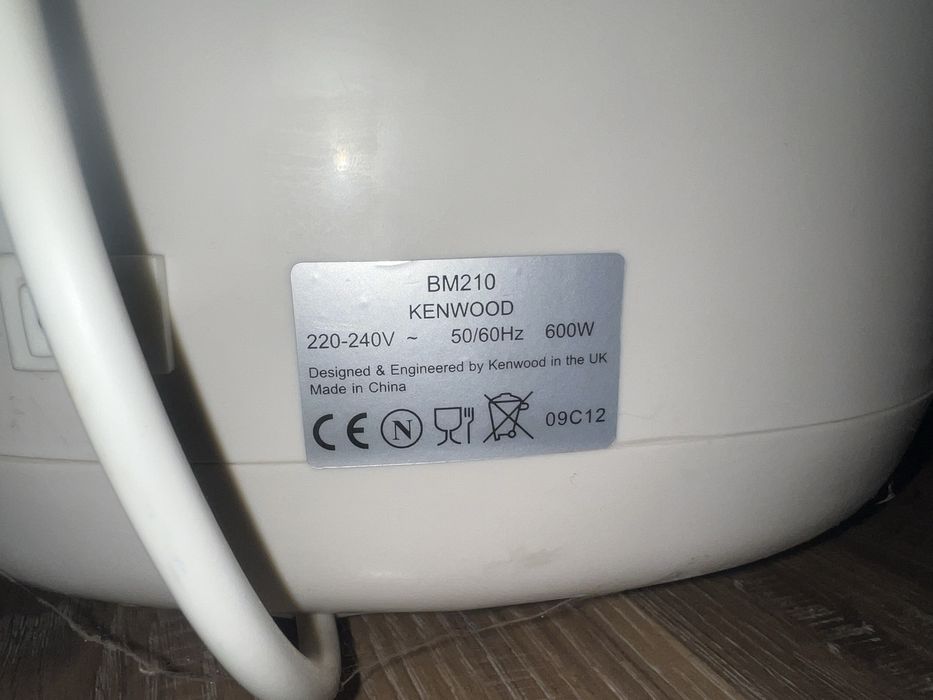 BM210
KENWOOD
220-240V ~ 50/60Hz 600W
Designed & Engineered by Kenwood in the UK
Made in China
CE N 09C12